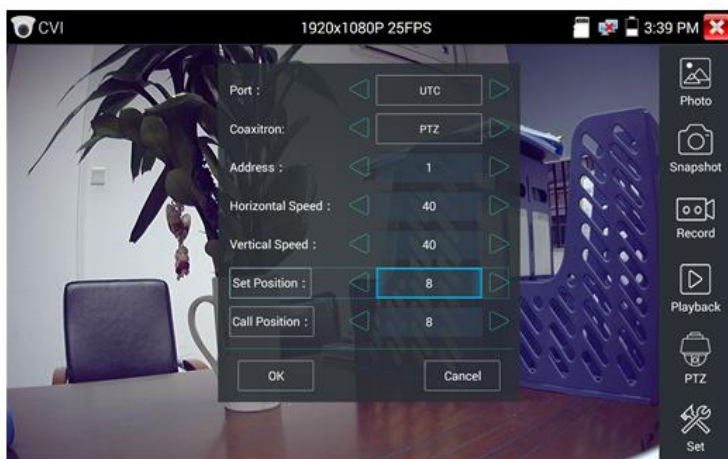 CVI 1920x1080P 25FPS 3:39 PM
Port : UTC
Coaxitron: PTZ
Address : 1
Horizontal Speed : 40
Vertical Speed : 40
Set Position : 8
Call Position : 8
OK Cancel
Photo
Snapshot
Record
Playback
PTZ
Set